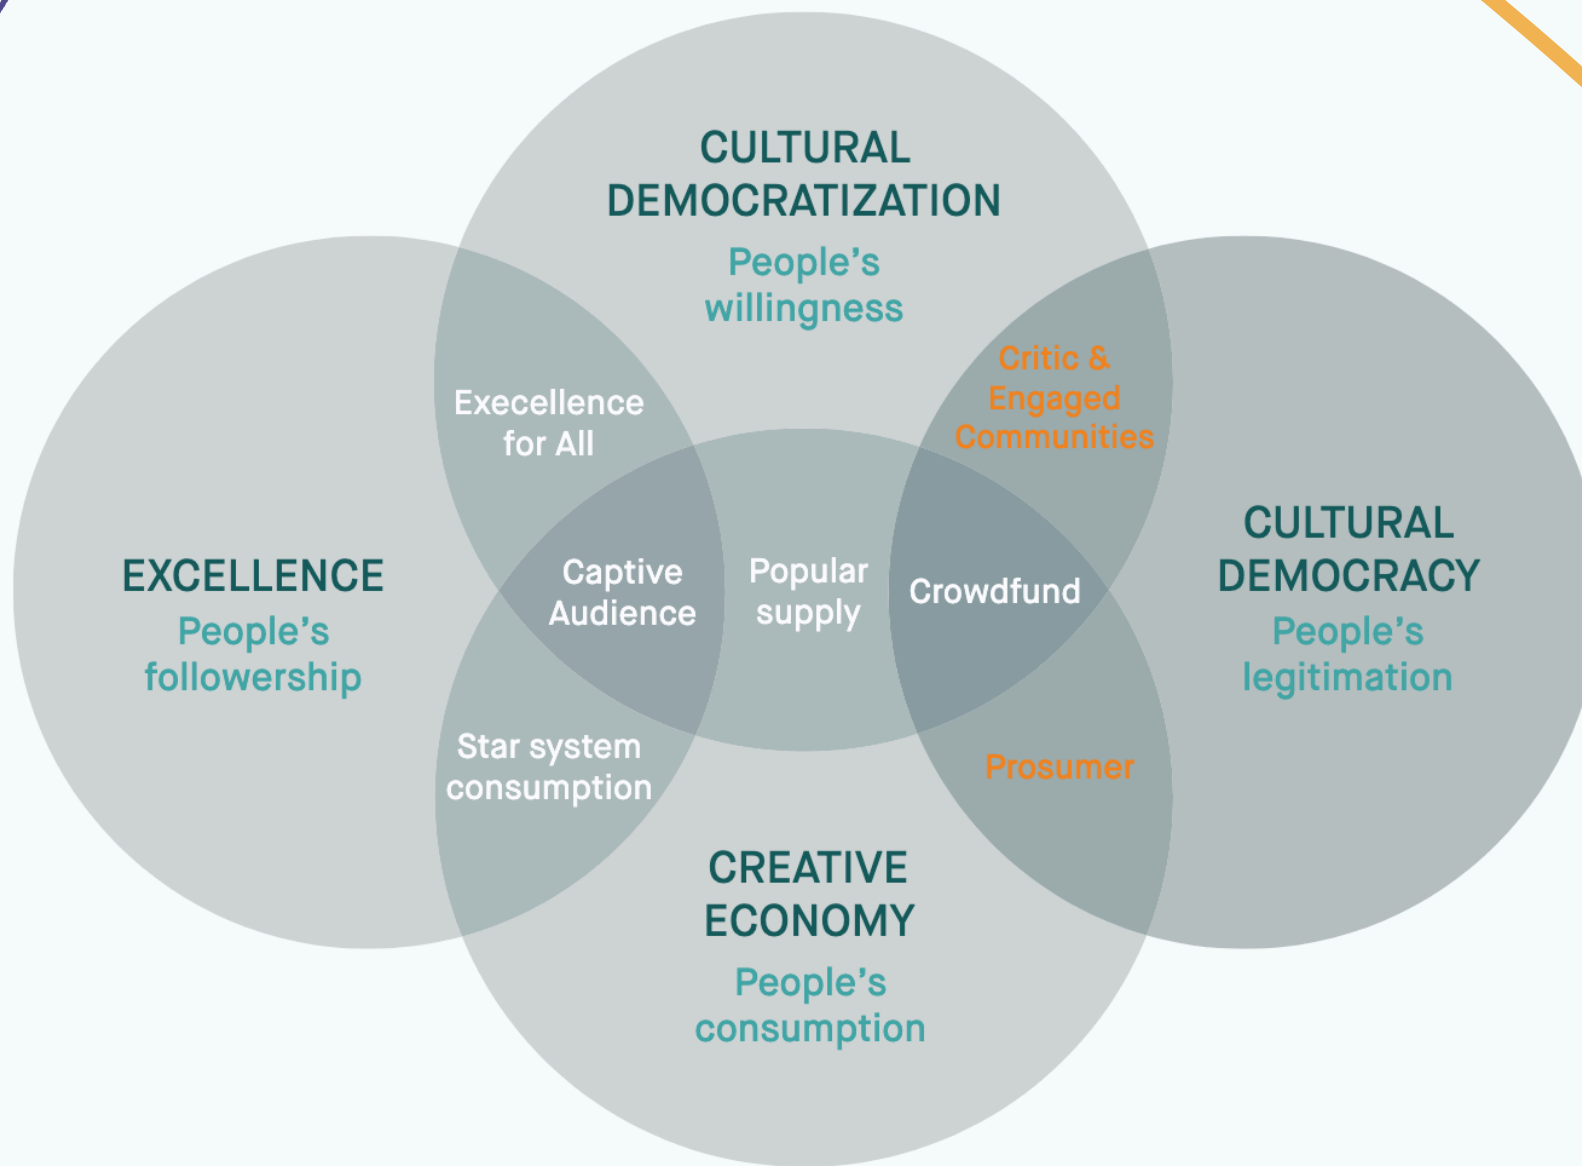 CULTURAL
DEMOCRATIZATION
People's
willingness
Critic &
Engaged
Communities
Execellence
for All
EXCELLENCE
People's
followership
Captive
Audience
Popular
supply
Crowdfund
CULTURAL
DEMOCRACY
People's
legitimation
Star system
consumption
Prosumer
CREATIVE
ECONOMY
People's
consumption